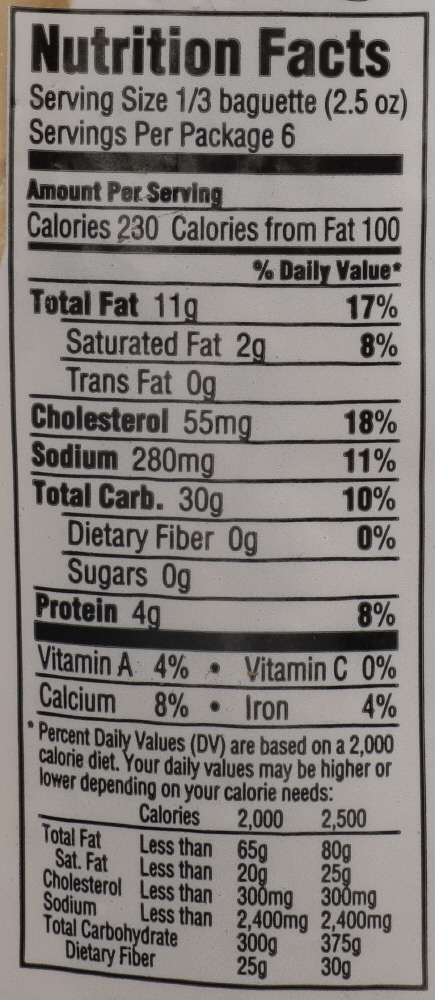 Nutrition Facts
Serving Size 1/3 baguette (2.5 oz)
Servings Per Package 6
Amount Per Serving
Calories 230 Calories from Fat 100
% Daily Value*
Total Fat 11g 17%
Saturated Fat 2g 8%
Trans Fat 0g
Cholesterol 55mg 18%
Sodium 280mg 11%
Total Carb. 30g 10%
Dietary Fiber 0g 0%
Sugars 0g
Protein 4g 8%
Vitamin A 4% • Vitamin C 0%
Calcium 8% • Iron 4%
* Percent Daily Values (DV) are based on a 2,000
calorie diet. Your daily values may be higher or
lower depending on your calorie needs:
Calories 2,000 2,500
Total Fat Less than 65g 80g
Sat. Fat Less than 20g 25g
Cholesterol Less than 300mg 300mg
Sodium Less than 2,400mg 2,400mg
Total Carbohydrate 300g 375g
Dietary Fiber 25g 30g